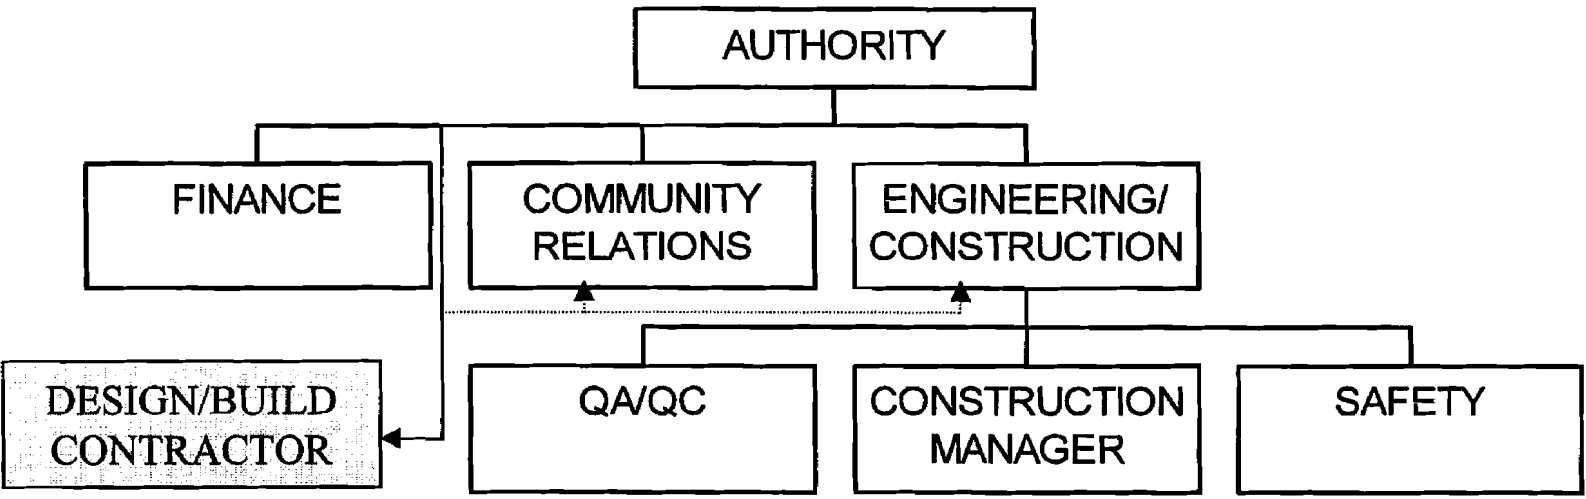 AUTHORITY
FINANCE
COMMUNITY
RELATIONS
ENGINEERING/
CONSTRUCTION
DESIGN/BUILD
CONTRACTOR
QA/QC
CONSTRUCTION
MANAGER
SAFETY